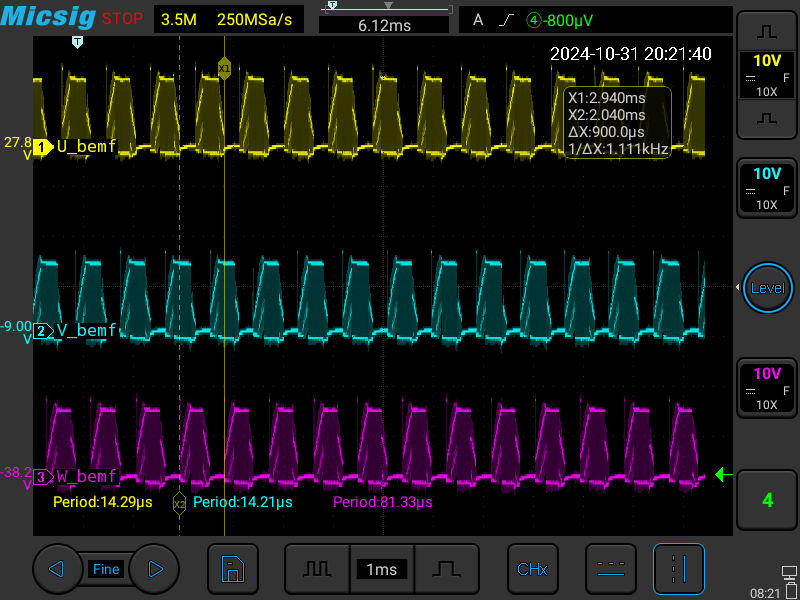 Micsig STOP 3.5M 250MSa/s T 6.12ms A ④-800μV
T
2024-10-31 20:21:40
X1
X1:2.940ms
X2:2.040ms
ΔX:900.0μs
1/ΔX:1.111kHz
27.8 V 1 U_bemf
-9.00 V 2 V_bemf
-38.2 V 3 W_bemf
Period:14.29μs X2 Period:14.21μs Period:81.33μs
10V
F
10X
10V
F
10X
Level
10V
F
10X
4
Fine 1ms CHx
08:21